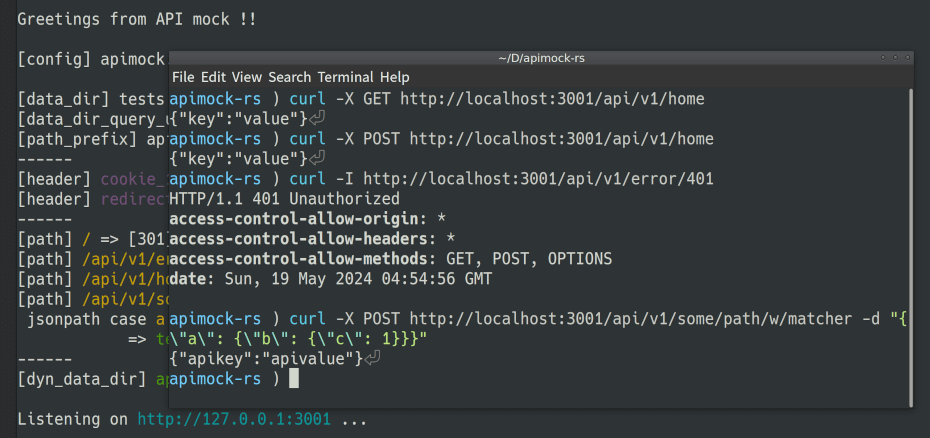 Greetings from API mock !!
[config] apimock
[data_dir] tests
[data_dir_query_u
[path_prefix] ap
------
[header] cookie_
[header] redirec
------
[path] / => [301]
[path] /api/v1/er
[path] /api/v1/ho
[path] /api/v1/so
jsonpath case a
=> te
------
[dyn_data_dir] ap
Listening on http://127.0.0.1:3001 ...
~/D/apimock-rs
File Edit View Search Terminal Help
apimock-rs ) curl -X GET http://localhost:3001/api/v1/home
{"key":"value"}⏎
apimock-rs ) curl -X POST http://localhost:3001/api/v1/home
{"key":"value"}⏎
apimock-rs ) curl -I http://localhost:3001/api/v1/error/401
HTTP/1.1 401 Unauthorized
access-control-allow-origin: *
access-control-allow-headers: *
access-control-allow-methods: GET, POST, OPTIONS
date: Sun, 19 May 2024 04:54:56 GMT
apimock-rs ) curl -X POST http://localhost:3001/api/v1/some/path/w/matcher -d "{
\"a\": {\"b\": {\"c\": 1}}}"
{"apikey":"apivalue"}⏎
apimock-rs )